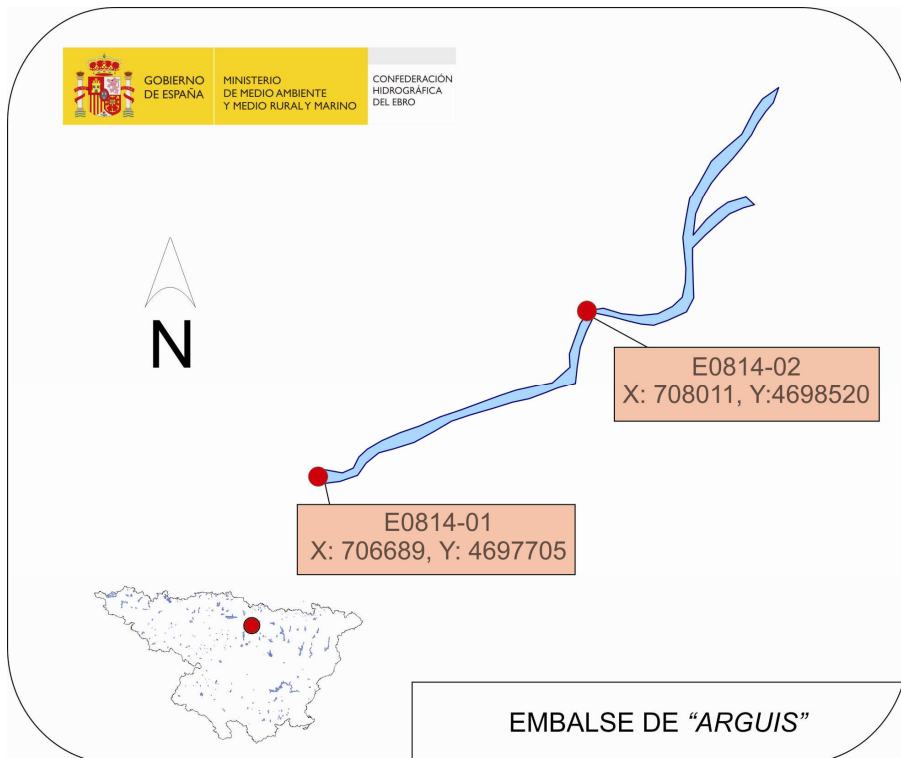 GOBIERNO
DE ESPAÑA
MINISTERIO
DE MEDIO AMBIENTE
Y MEDIO RURAL Y MARINO
CONFEDERACIÓN
HIDROGRÁFICA
DEL EBRO
N
E0814-02
X: 708011, Y:4698520
E0814-01
X: 706689, Y: 4697705
EMBALSE DE “ARGUIS”